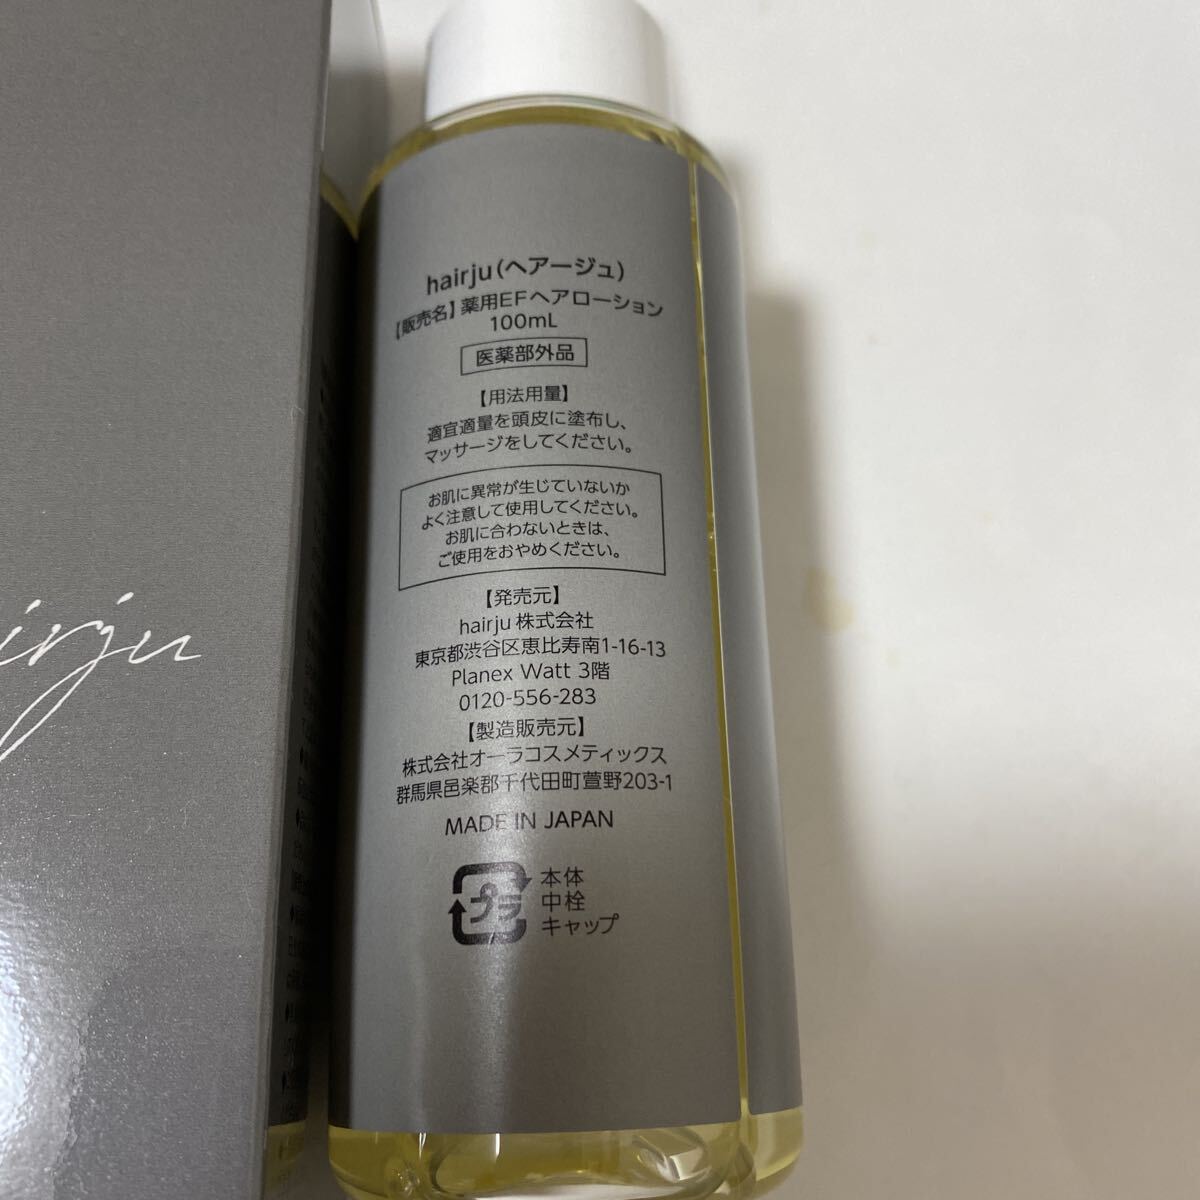 hairju（ヘアージュ）
【販売名】薬用EFヘアローション
100mL
医薬部外品
【用法用量】
適宜適量を頭皮に塗布し、
マッサージをしてください。
お肌に異常が生じていないか
よく注意して使用してください。
お肌に合わないときは、
ご使用をおやめください。
【発売元】
hairju 株式会社
東京都渋谷区恵比寿南1-16-13
Planex Watt 3階
0120-556-283
【製造販売元】
株式会社オーラコスメティックス
群馬県邑楽郡千代田町萱野203-1
MADE IN JAPAN
プラ
本体
中栓
キャップ
irju